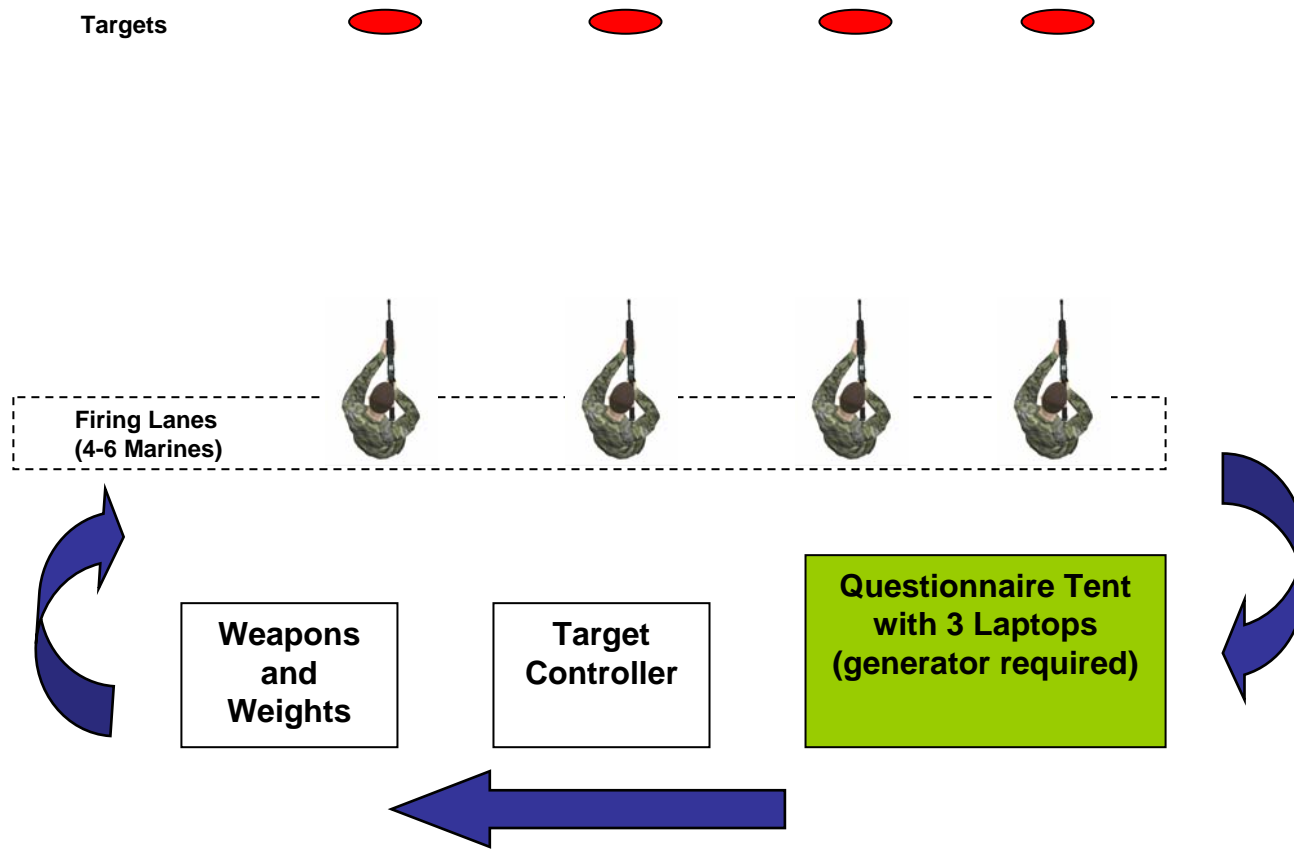 Targets
Firing Lanes
(4-6 Marines)
Weapons
and
Weights
Target
Controller
Questionnaire Tent
with 3 Laptops
(generator required)